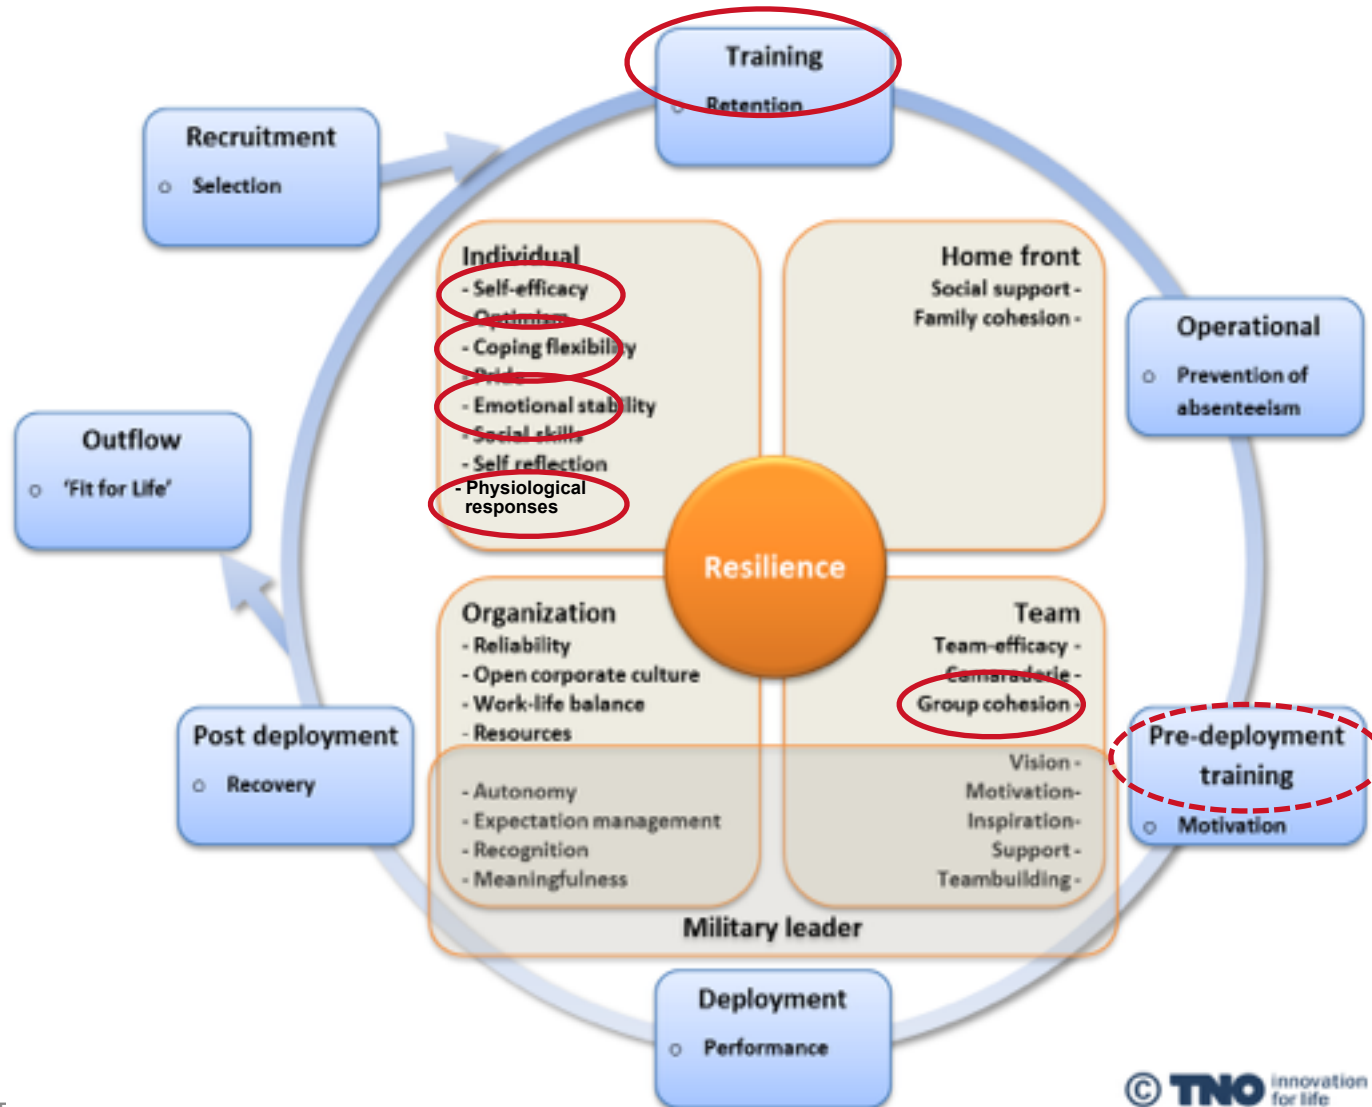 Training
o Retention
Recruitment
o Selection
Individual
- Self-efficacy
- Optimism
- Coping flexibility
- Pride
- Emotional stability
- Social skills
- Self reflection
- Physiological
responses
Home front
Social support -
Family cohesion -
Operational
o Prevention of
absenteeism
Outflow
o 'Fit for Life'
Resilience
Organization
- Reliability
- Open corporate culture
- Work-life balance
- Resources
- Autonomy
- Expectation management
- Recognition
- Meaningfulness
Team
Team-efficacy -
Camaraderie -
Group cohesion -
Vision -
Motivation-
Inspiration-
Support -
Teambuilding -
Military leader
Post deployment
o Recovery
Pre-deployment
training
o Motivation
Deployment
o Performance
© TNO innovation
for life